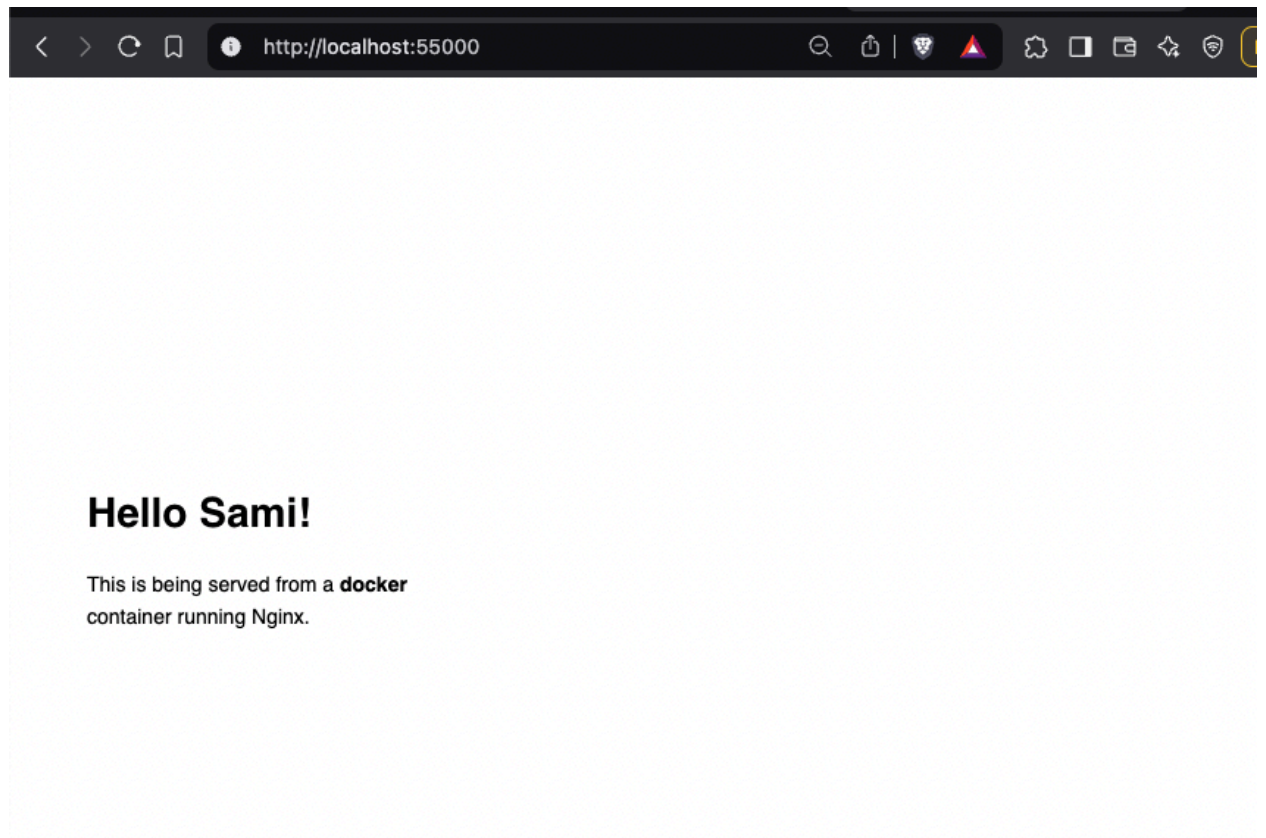 http://localhost:55000
Hello Sami!
This is being served from a docker
container running Nginx.